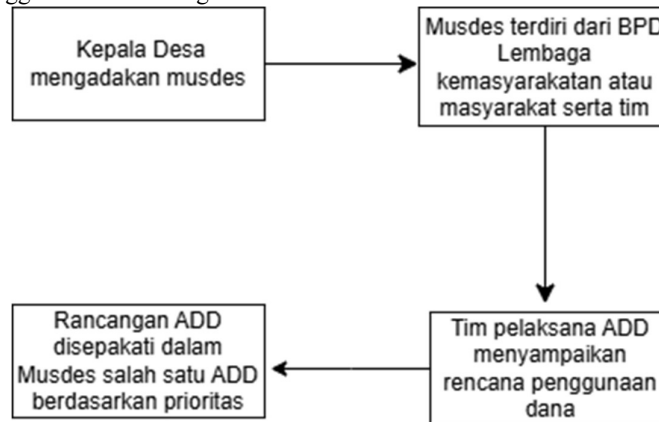 Kepala Desa
mengadakan musdes
Musdes terdiri dari BPD
Lembaga
kemasyarakatan atau
masyarakat serta tim
Tim pelaksana ADD
menyampaikan
rencana penggunaan
dana
Rancangan ADD
disepakati dalam
Musdes salah satu ADD
berdasarkan prioritas